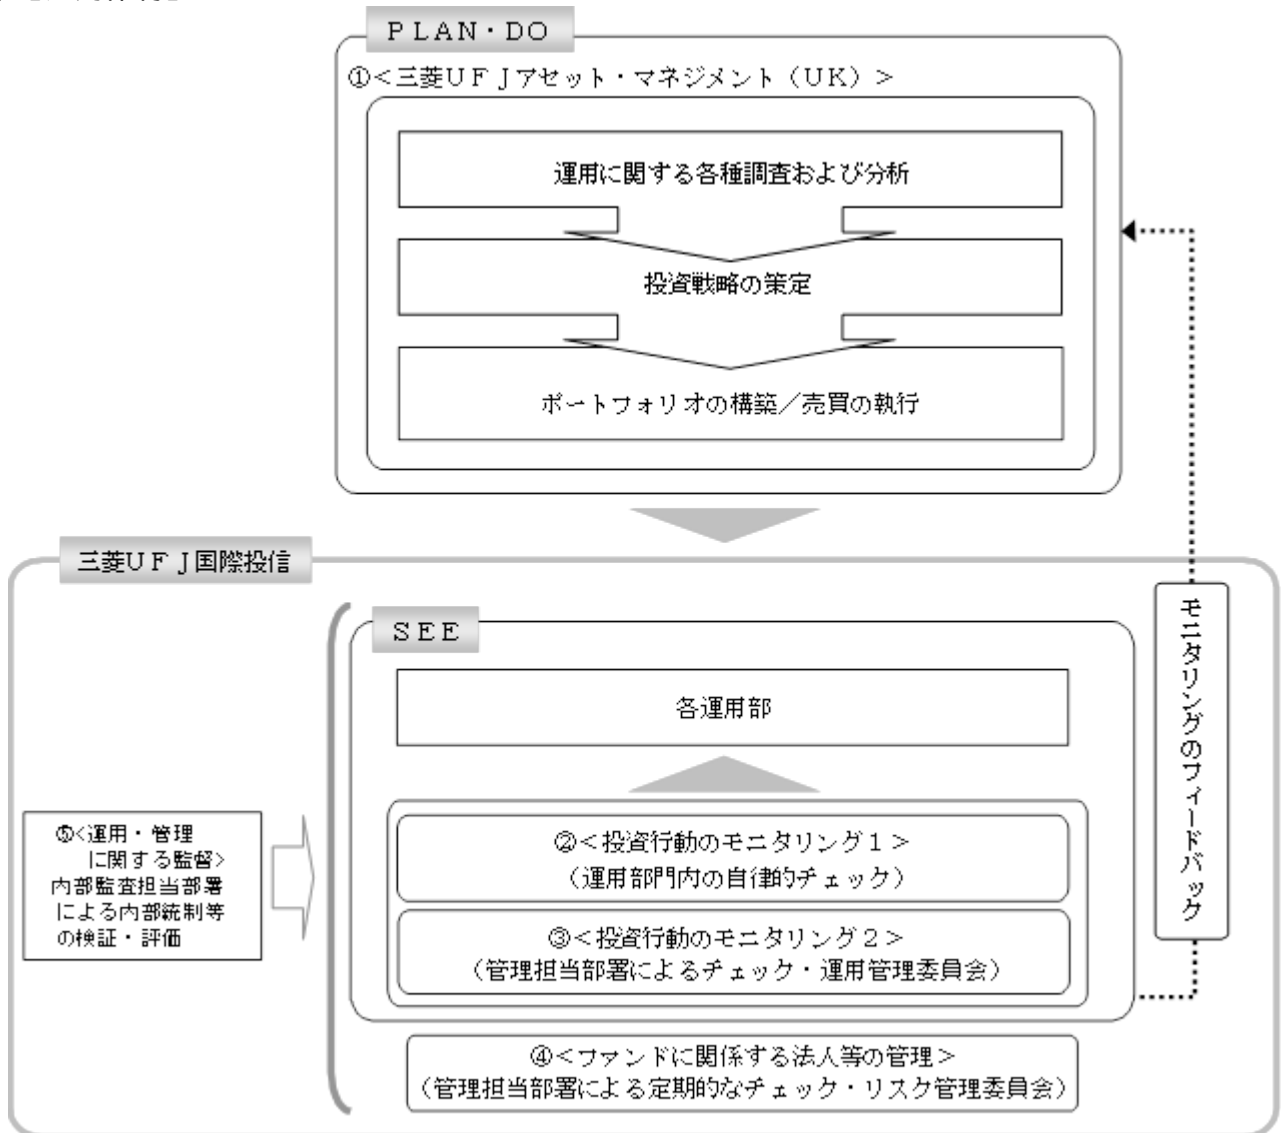 ＰＬＡＮ・ＤＯ
①＜三菱ＵＦＪアセット・マネジメント（ＵＫ）＞
運用に関する各種調査および分析
投資戦略の策定
ポートフォリオの構築／売買の執行
三菱ＵＦＪ国際投信
ＳＥＥ
各運用部
②＜投資行動のモニタリング１＞
（運用部門内の自律的チェック）
③＜投資行動のモニタリング２＞
（管理担当部署によるチェック・運用管理委員会）
④＜ファンドに関係する法人等の管理＞
（管理担当部署による定期的なチェック・リスク管理委員会）
⑤＜運用・管理
に関する監督＞
内部監査担当部署
による内部統制等
の検証・評価
モニタリングのフィードバック